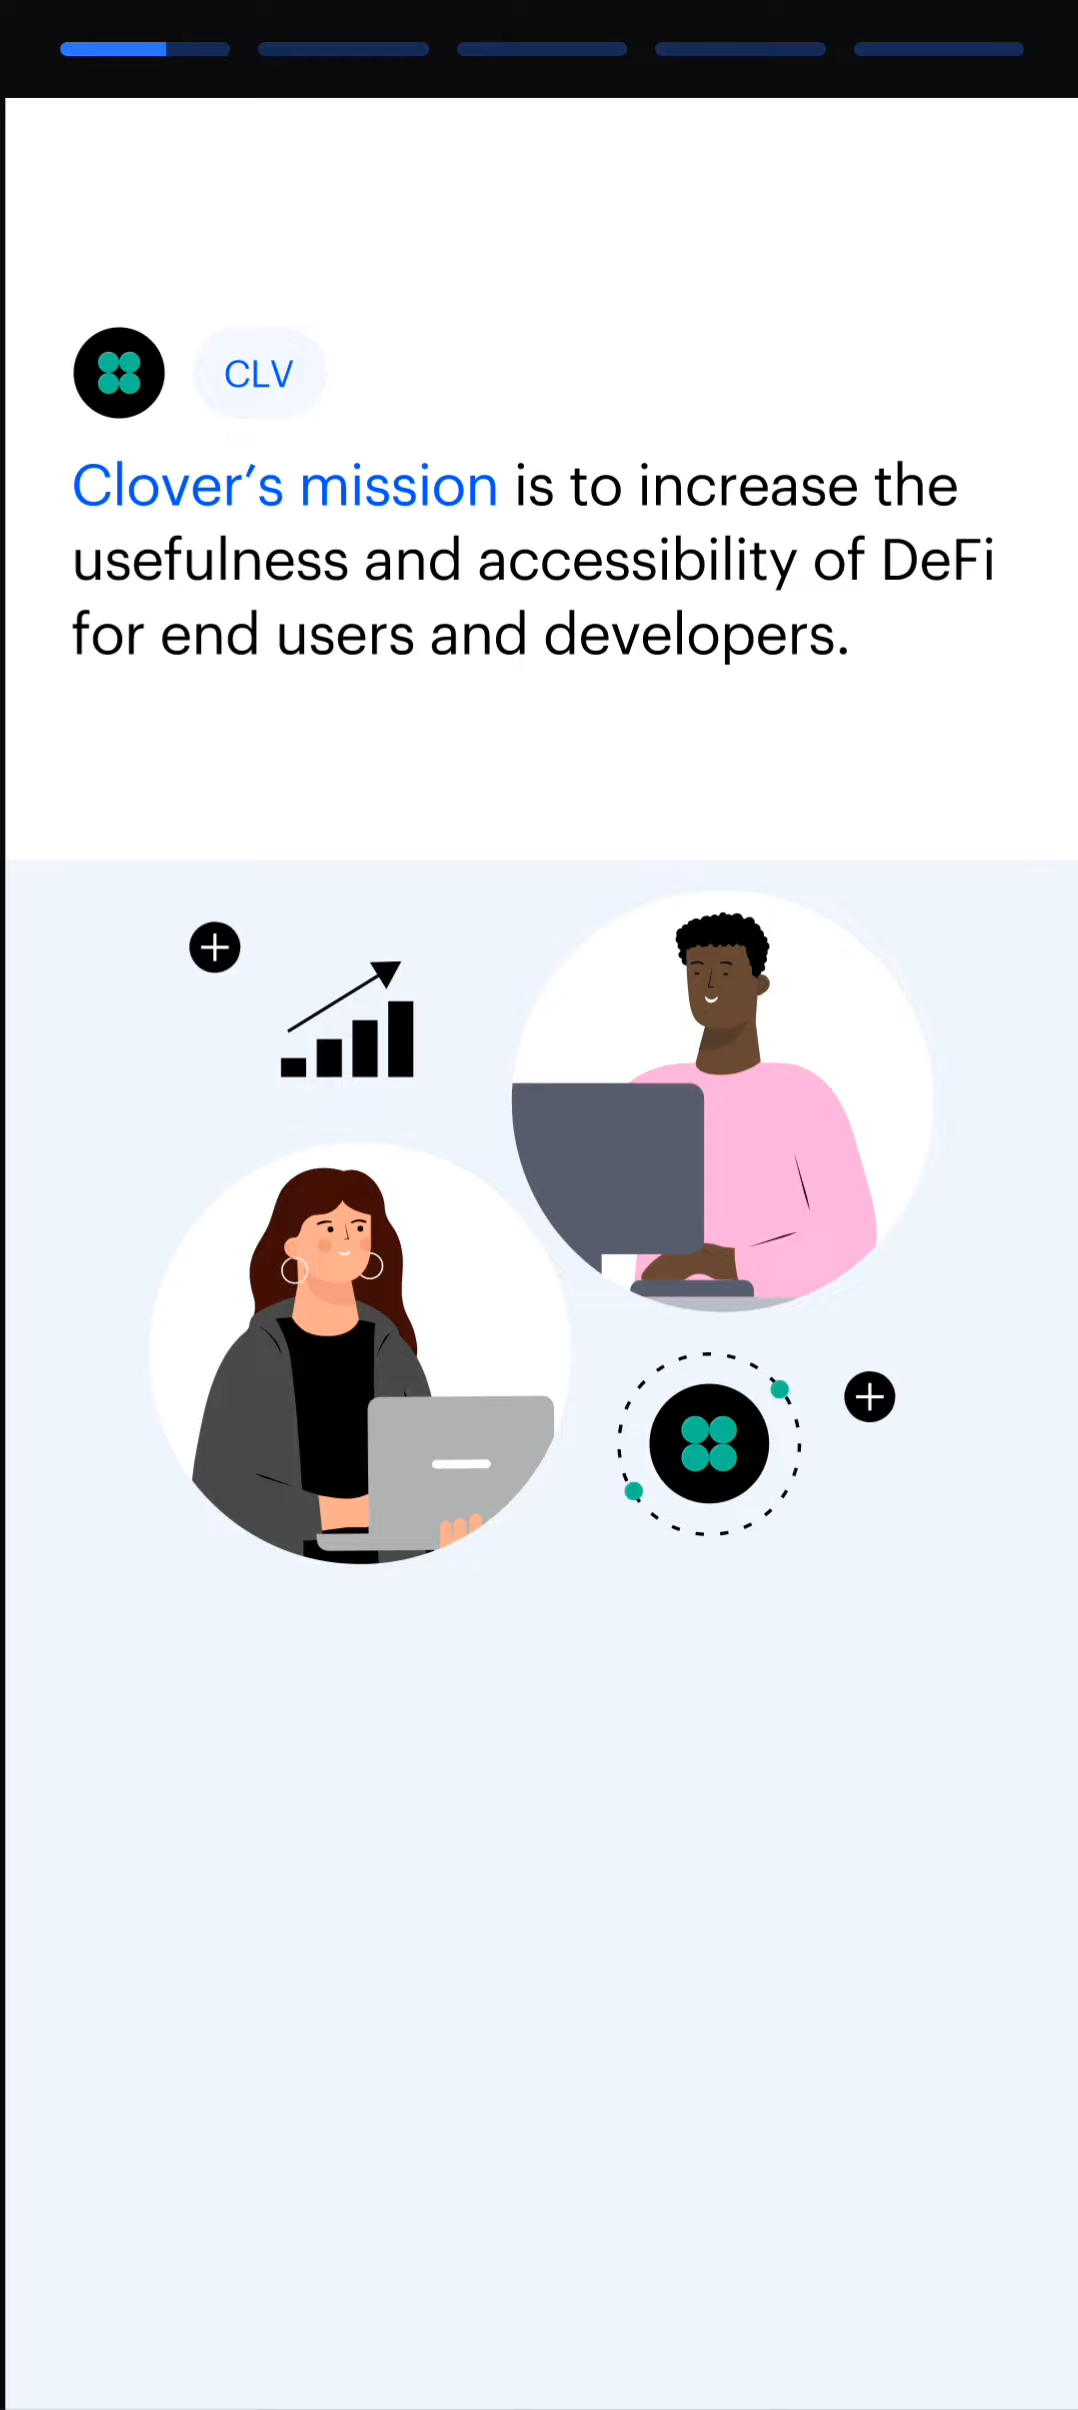 CLV
Clover’s mission is to increase the
usefulness and accessibility of DeFi
for end users and developers.